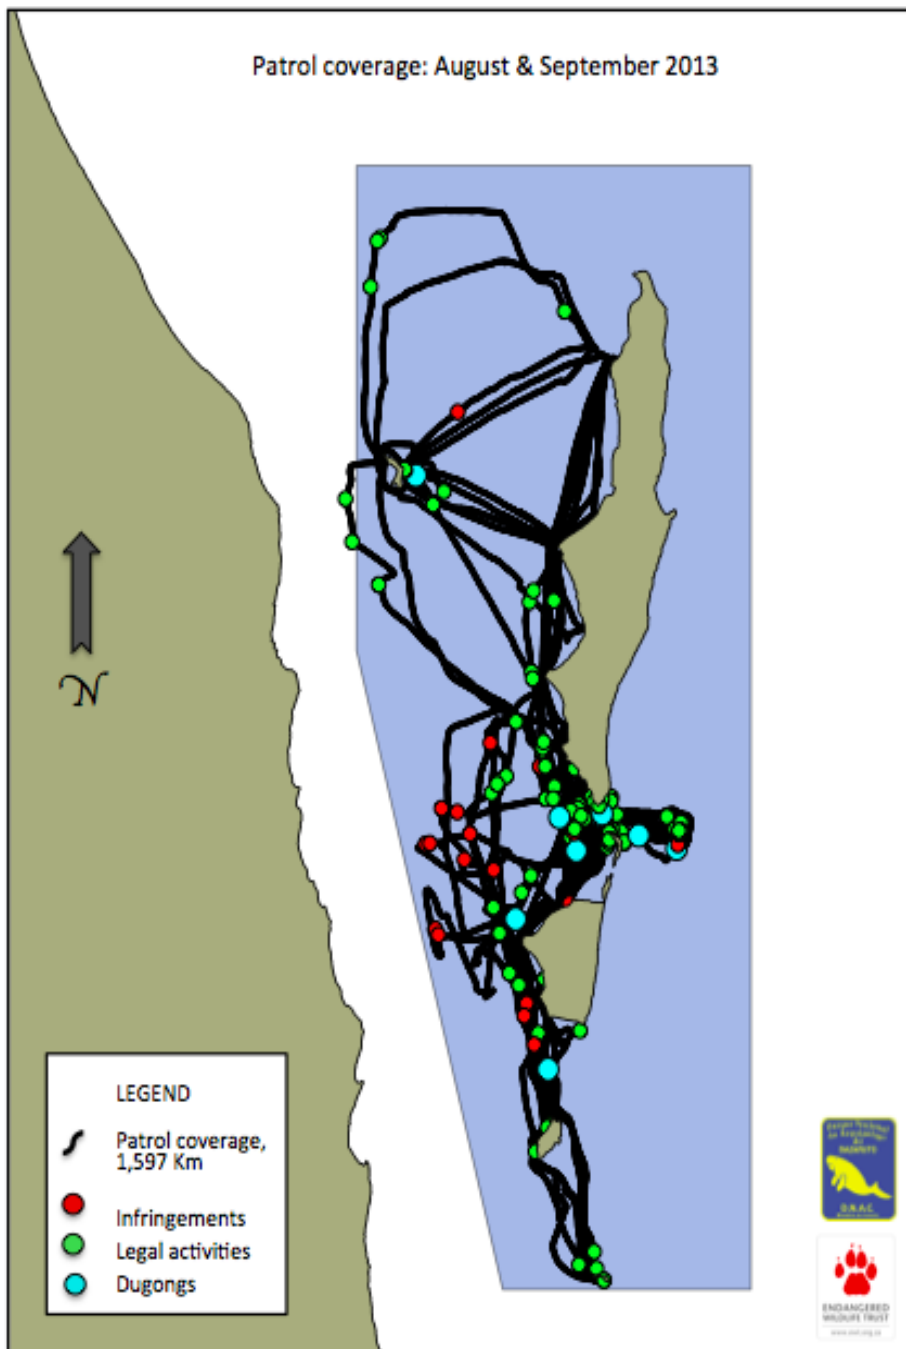 Patrol coverage: August & September 2013
N
LEGEND
Patrol coverage,
1,597 Km
Infringements
Legal activities
Dugongs
ENDANGERED
WILDLIFE TRUST